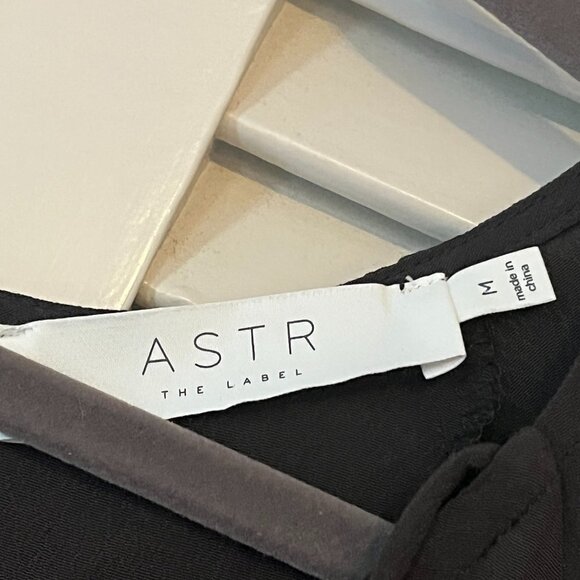 ASTR
THE LABEL
M
made in
china